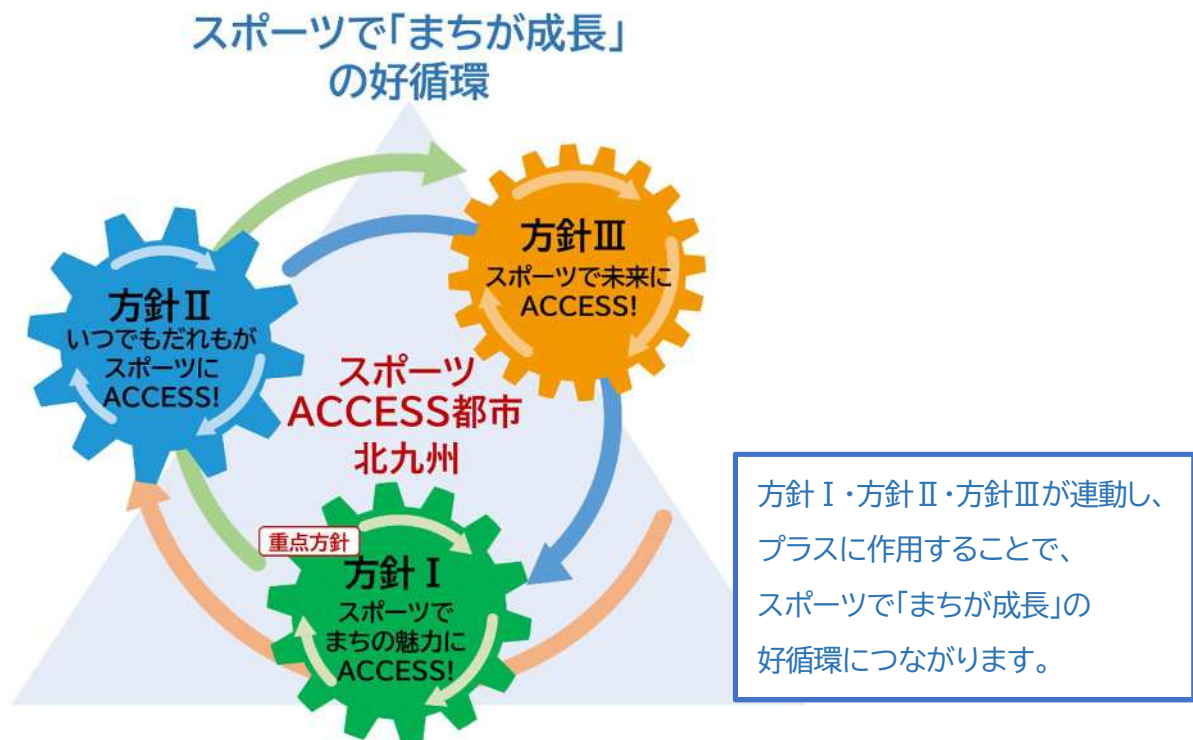 スポーツで「まちが成長」
の好循環
方針Ⅲ
スポーツで未来に
ACCESS!
方針Ⅱ
いつでもだれもが
スポーツに
ACCESS!
スポーツ
ACCESS都市
北九州
重点方針
方針Ⅰ
スポーツで
まちの魅力に
ACCESS!
方針Ⅰ・方針Ⅱ・方針Ⅲが連動し、
プラスに作用することで、
スポーツで「まちが成長」の
好循環につながります。